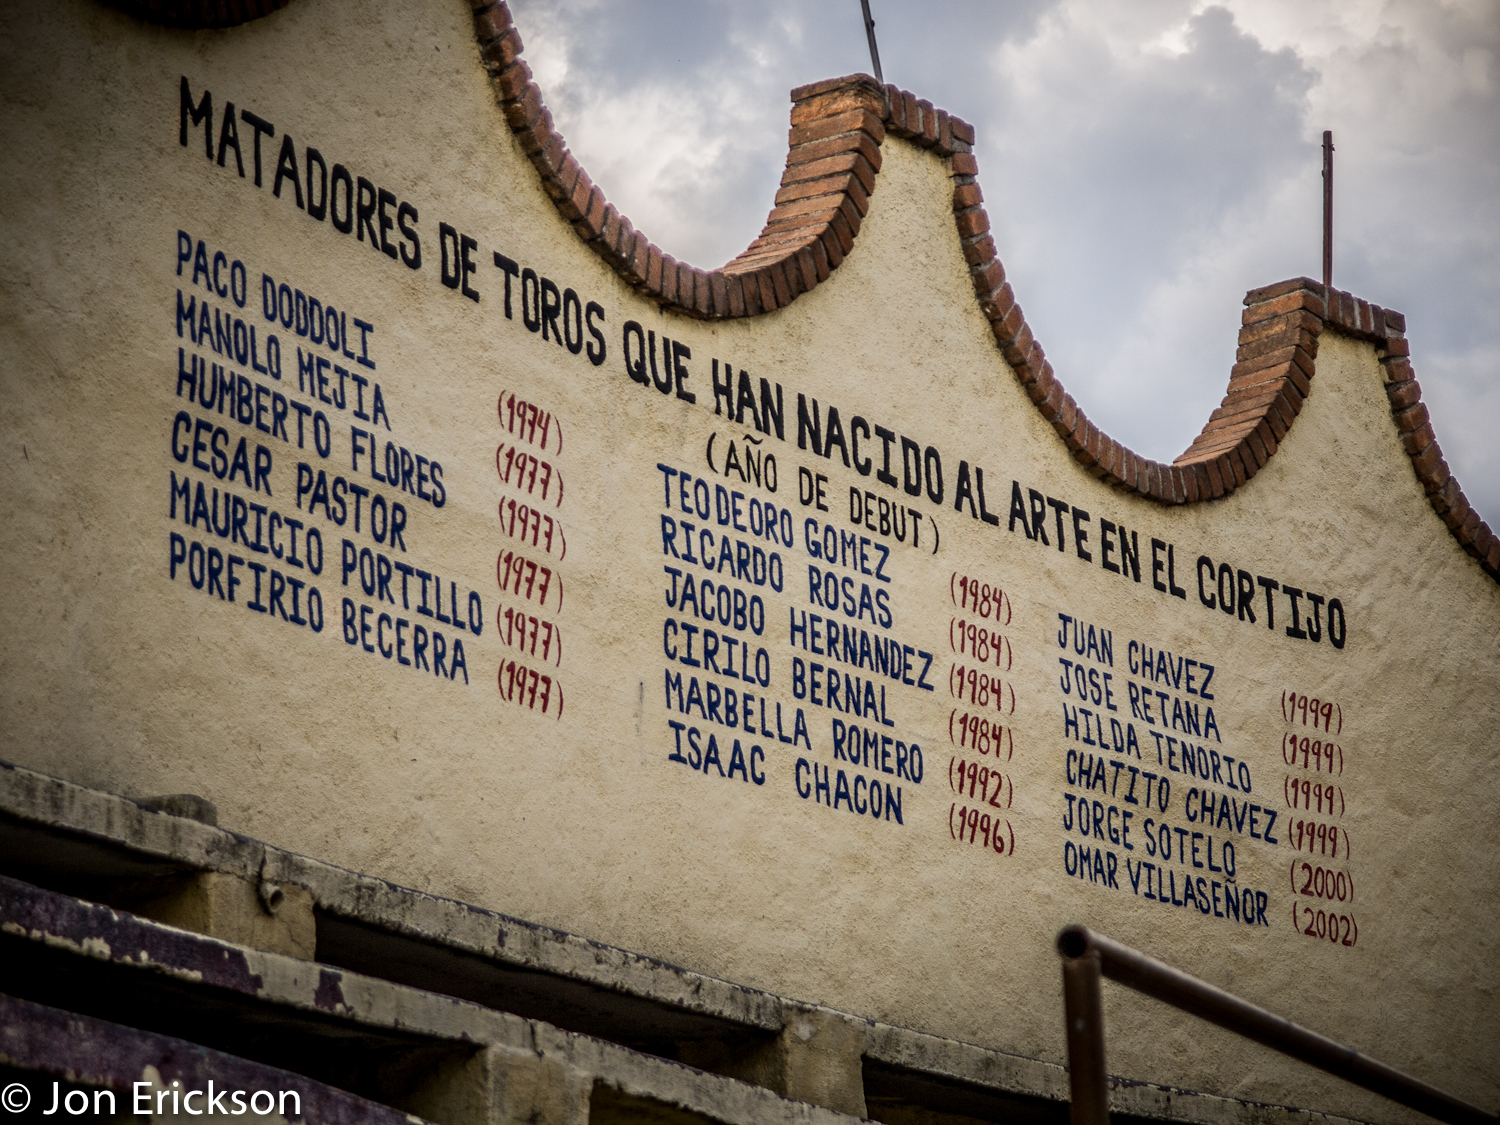 MATADORES DE TOROS QUE HAN NACIDO AL ARTE EN EL CORTIJO
(AÑO DE DEBUT)
PACO DODDOLI (1974)
MANOLO MEJIA (1977)
HUMBERTO FLORES (1977)
CESAR PASTOR (1977)
MAURICIO PORTILLO (1977)
PORFIRIO BECERRA (1977)
TEODEORO GOMEZ (1984)
RICARDO ROSAS (1984)
JACOBO HERNANDEZ (1984)
CIRILO BERNAL (1984)
MARBELLA ROMERO (1992)
ISAAC CHACON (1996)
JUAN CHAVEZ (1999)
JOSE RETANA (1999)
HILDA TENORIO (1999)
CHATITO CHAVEZ (1999)
JORGE SOTELO (2000)
OMAR VILLASEÑOR (2002)
© Jon Erickson